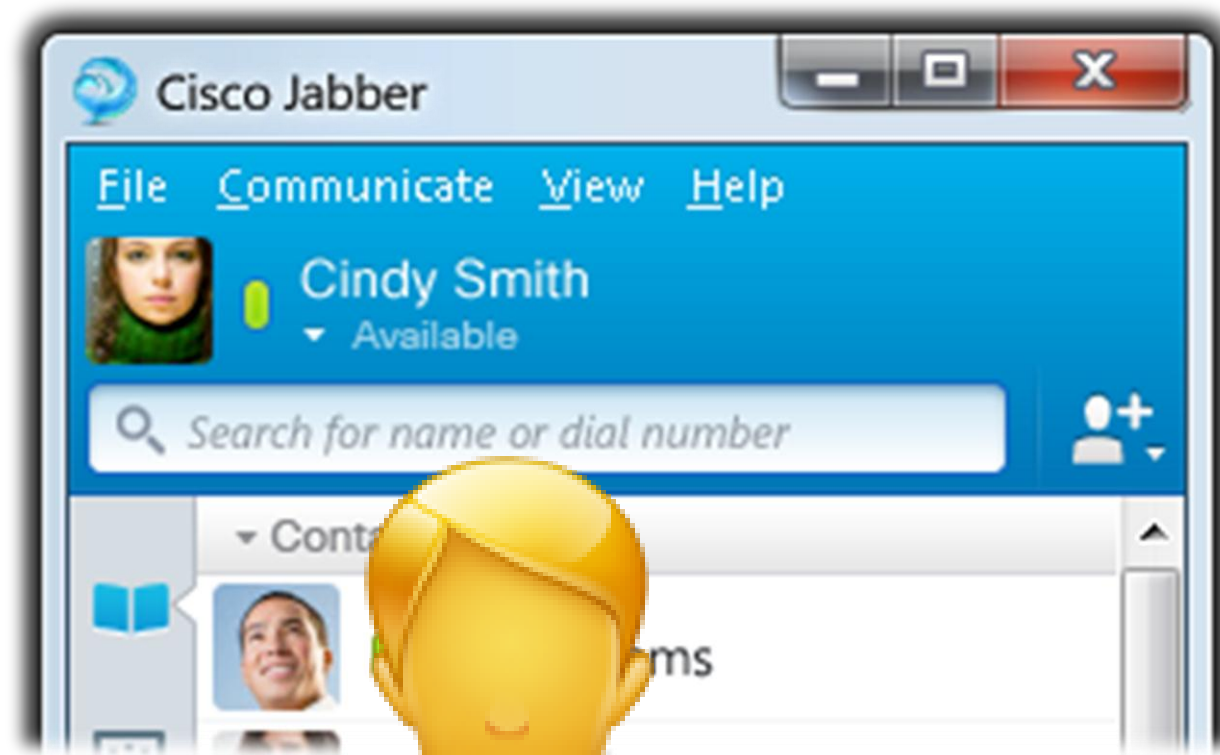 Cisco Jabber
File Communicate View Help
Cindy Smith
Available
Search for name or dial number